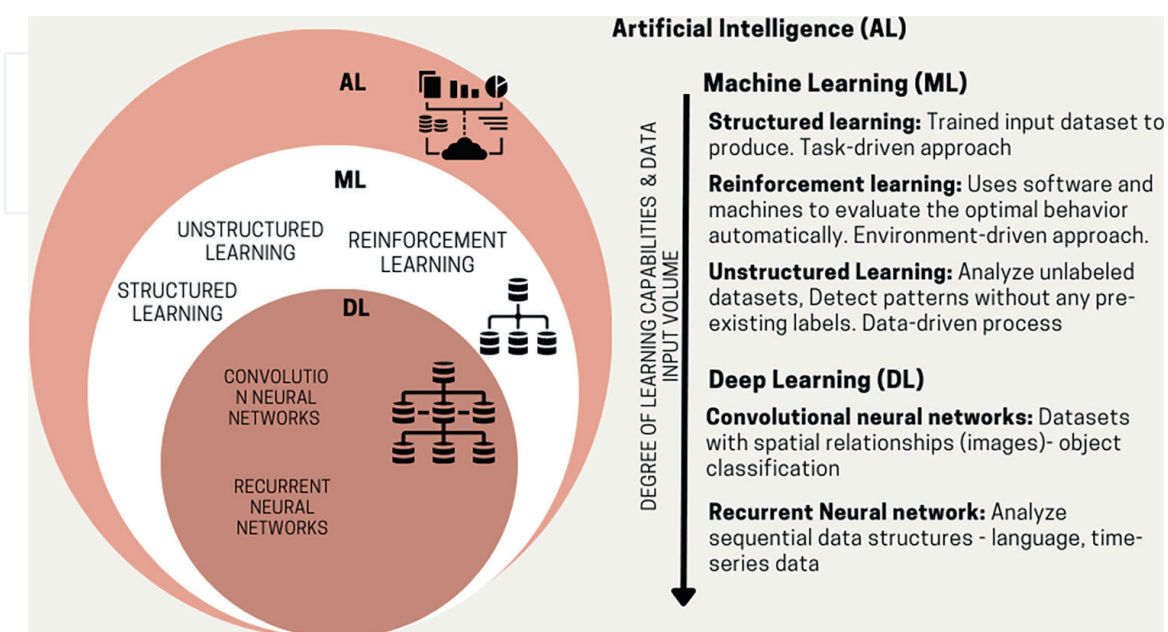 AL
ML
UNSTRUCTURED
LEARNING
REINFORCEMENT
LEARNING
STRUCTURED
LEARNING
DL
CONVOLUTIO
N NEURAL
NETWORKS
RECURRENT
NEURAL
NETWORKS
Artificial Intelligence (AL)
DEGREE OF LEARNING CAPABILITIES & DATA
INPUT VOLUME
Machine Learning (ML)
Structured learning: Trained input dataset to
produce. Task-driven approach
Reinforcement learning: Uses software and
machines to evaluate the optimal behavior
automatically. Environment-driven approach.
Unstructured Learning: Analyze unlabeled
datasets, Detect patterns without any pre-
existing labels. Data-driven process
Deep Learning (DL)
Convolutional neural networks: Datasets
with spatial relationships (images)- object
classification
Recurrent Neural network: Analyze
sequential data structures - language, time-
series data